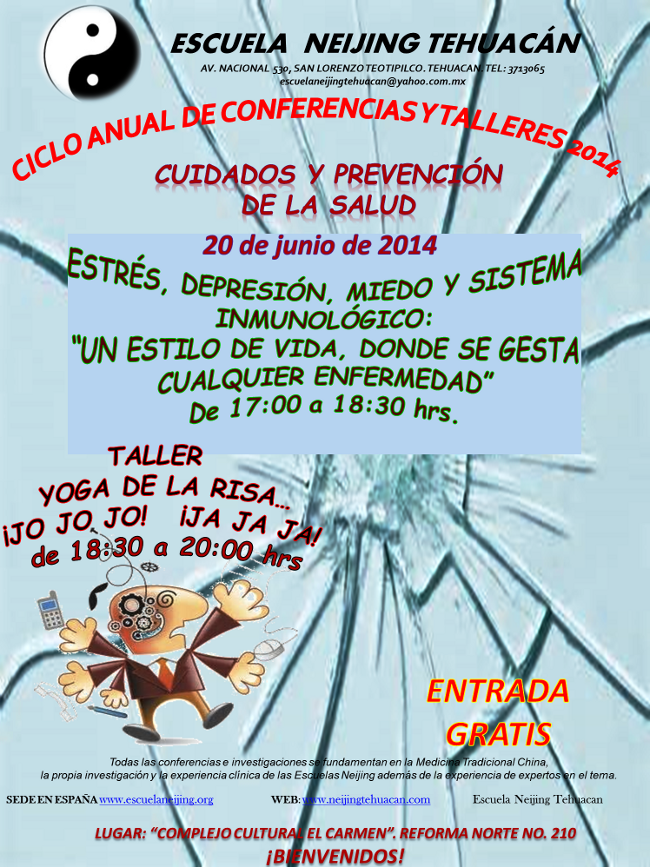 ESCUELA NEIJING TEHUACÁN
AV. NACIONAL 530, SAN LORENZO TEOTIPILCO. TEHUACAN. TEL: 3713065
escuelaneijingtehuacan@yahoo.com.mx
CICLO ANUAL DE CONFERENCIAS Y TALLERES 2014
CUIDADOS Y PREVENCIÓN
DE LA SALUD
20 de junio de 2014
ESTRÉS, DEPRESIÓN, MIEDO Y SISTEMA
INMUNOLÓGICO:
“UN ESTILO DE VIDA, DONDE SE GESTA
CUALQUIER ENFERMEDAD”
De 17:00 a 18:30 hrs.
TALLER
YOGA DE LA RISA...
¡JO JO JO! ¡JA JA JA!
de 18:30 a 20:00 hrs
ENTRADA
GRATIS
Todas las conferencias e investigaciones se fundamentan en la Medicina Tradicional China,
la propia investigación y la experiencia clínica de las Escuelas Neijing además de la experiencia de expertos en el tema.
SEDE EN ESPAÑA www.escuelaneijing.org WEB: www.neijingtehuacan.com Escuela Neijing Tehuacan
LUGAR: “COMPLEJO CULTURAL EL CARMEN”. REFORMA NORTE NO. 210
¡BIENVENIDOS!